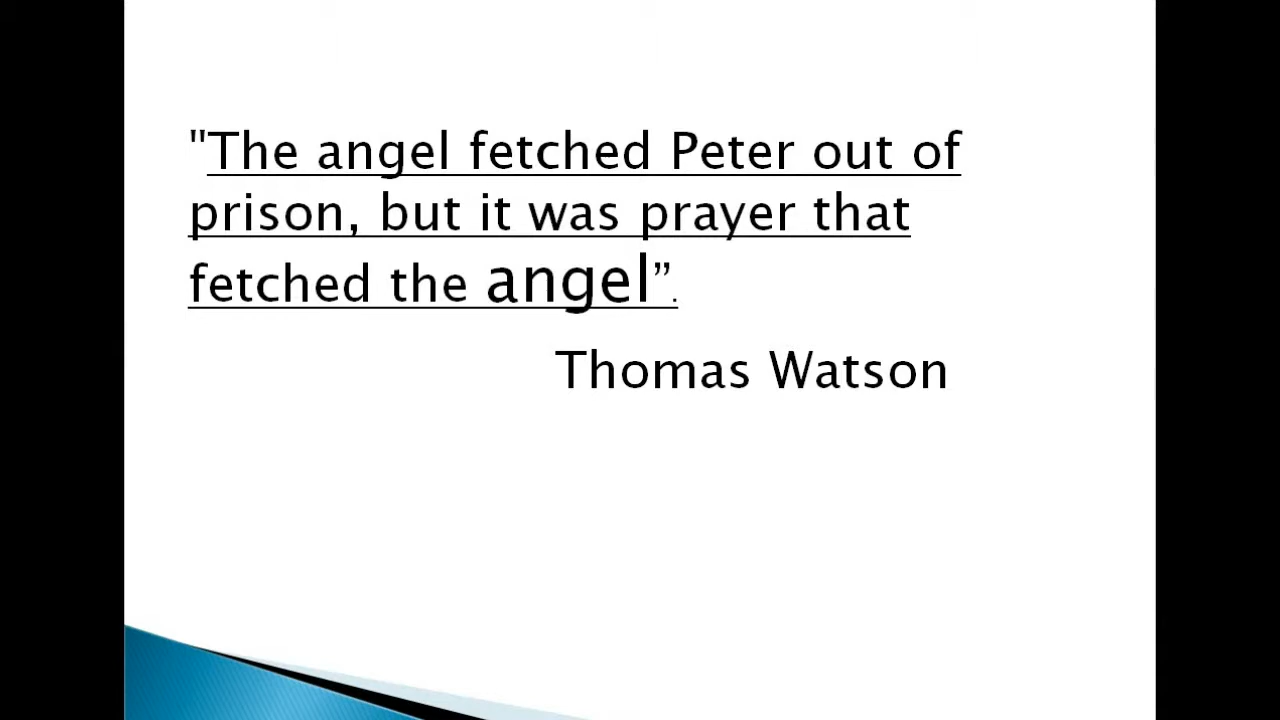 "The angel fetched Peter out of
prison, but it was prayer that
fetched the angel”.
Thomas Watson